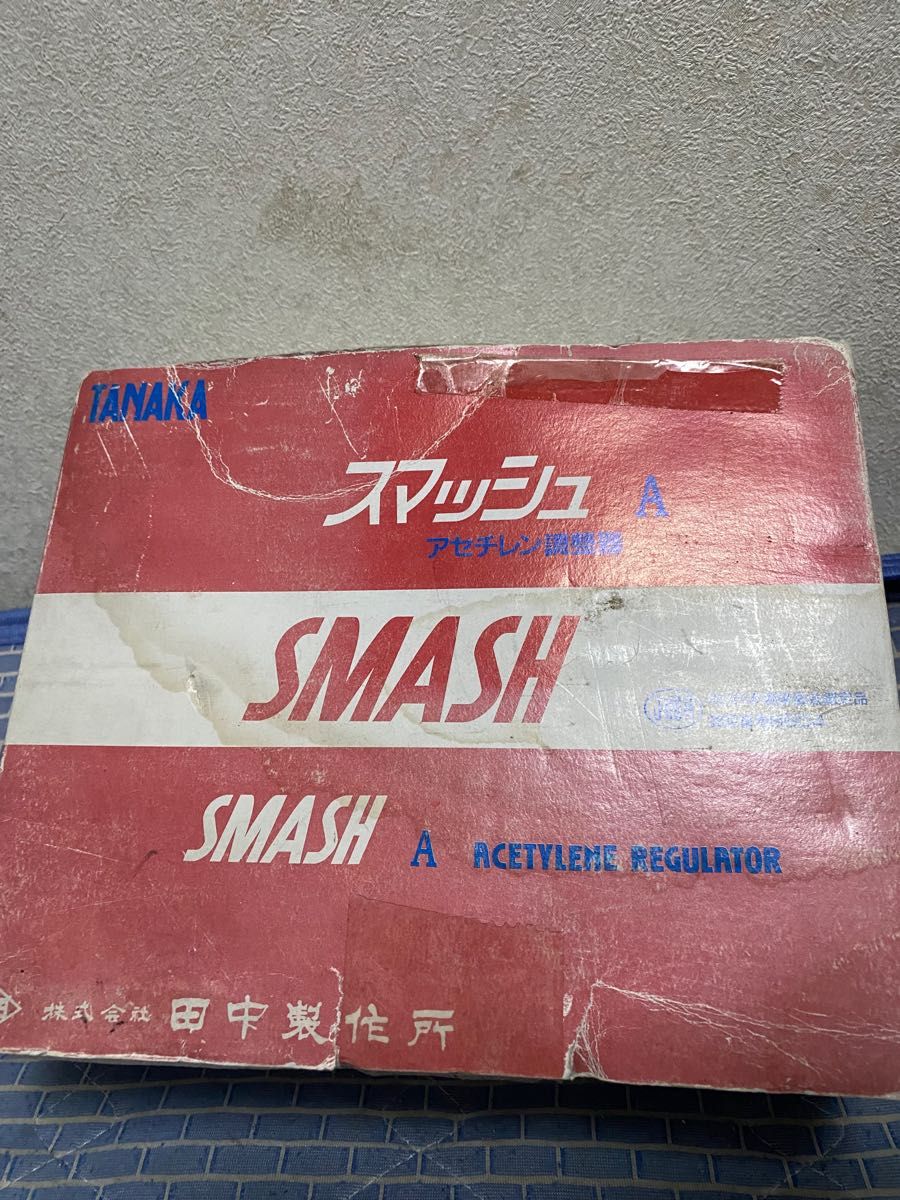 TANAKA
スマッシュ A
アセチレン調整器
SMASH
SMASH A ACETYLENE REGULATOR
株式会社 田中製作所